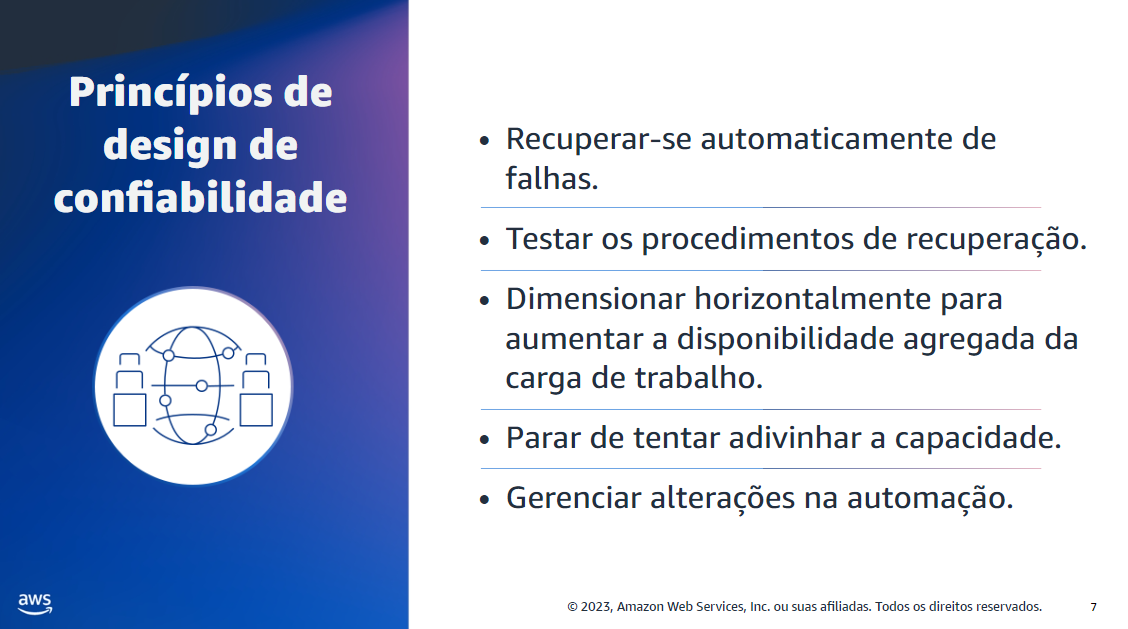 Princípios de
design de
confiabilidade
• Recuperar-se automaticamente de
falhas.
• Testar os procedimentos de recuperação.
• Dimensionar horizontalmente para
aumentar a disponibilidade agregada da
carga de trabalho.
• Parar de tentar adivinhar a capacidade.
• Gerenciar alterações na automação.
aws
© 2023, Amazon Web Services, Inc. ou suas afiliadas. Todos os direitos reservados.
7